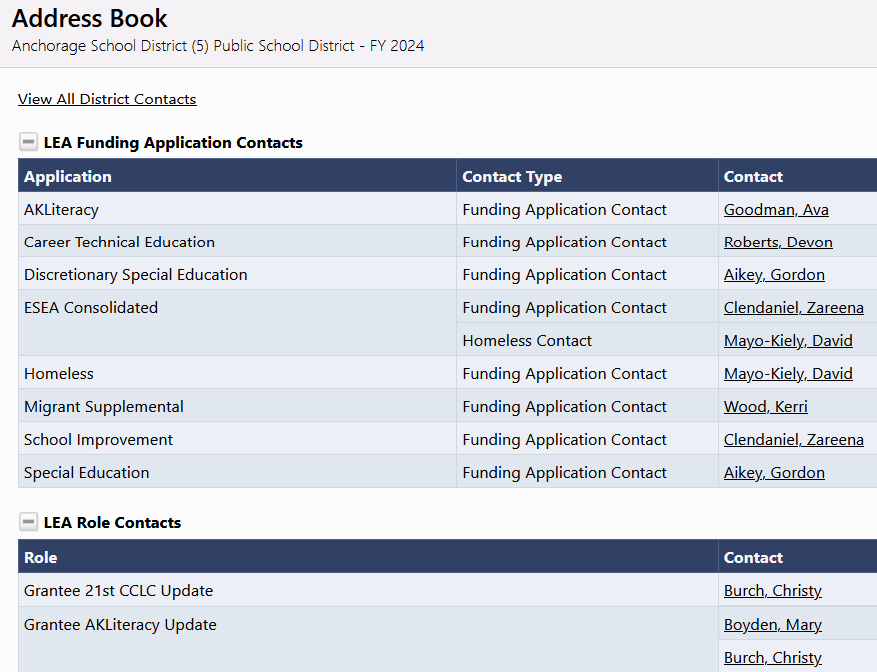 Address Book
Anchorage School District (5) Public School District - FY 2024
View All District Contacts
LEA Funding Application Contacts
Application Contact Type Contact
AKLiteracy Funding Application Contact Goodman, Ava
Career Technical Education Funding Application Contact Roberts, Devon
Discretionary Special Education Funding Application Contact Aikey, Gordon
ESEA Consolidated Funding Application Contact Clendaniel, Zareena
Homeless Contact Mayo-Kiely, David
Homeless Funding Application Contact Mayo-Kiely, David
Migrant Supplemental Funding Application Contact Wood, Kerri
School Improvement Funding Application Contact Clendaniel, Zareena
Special Education Funding Application Contact Aikey, Gordon
LEA Role Contacts
Role Contact
Grantee 21st CCLC Update Burch, Christy
Grantee AKLiteracy Update Boyden, Mary
Burch, Christy